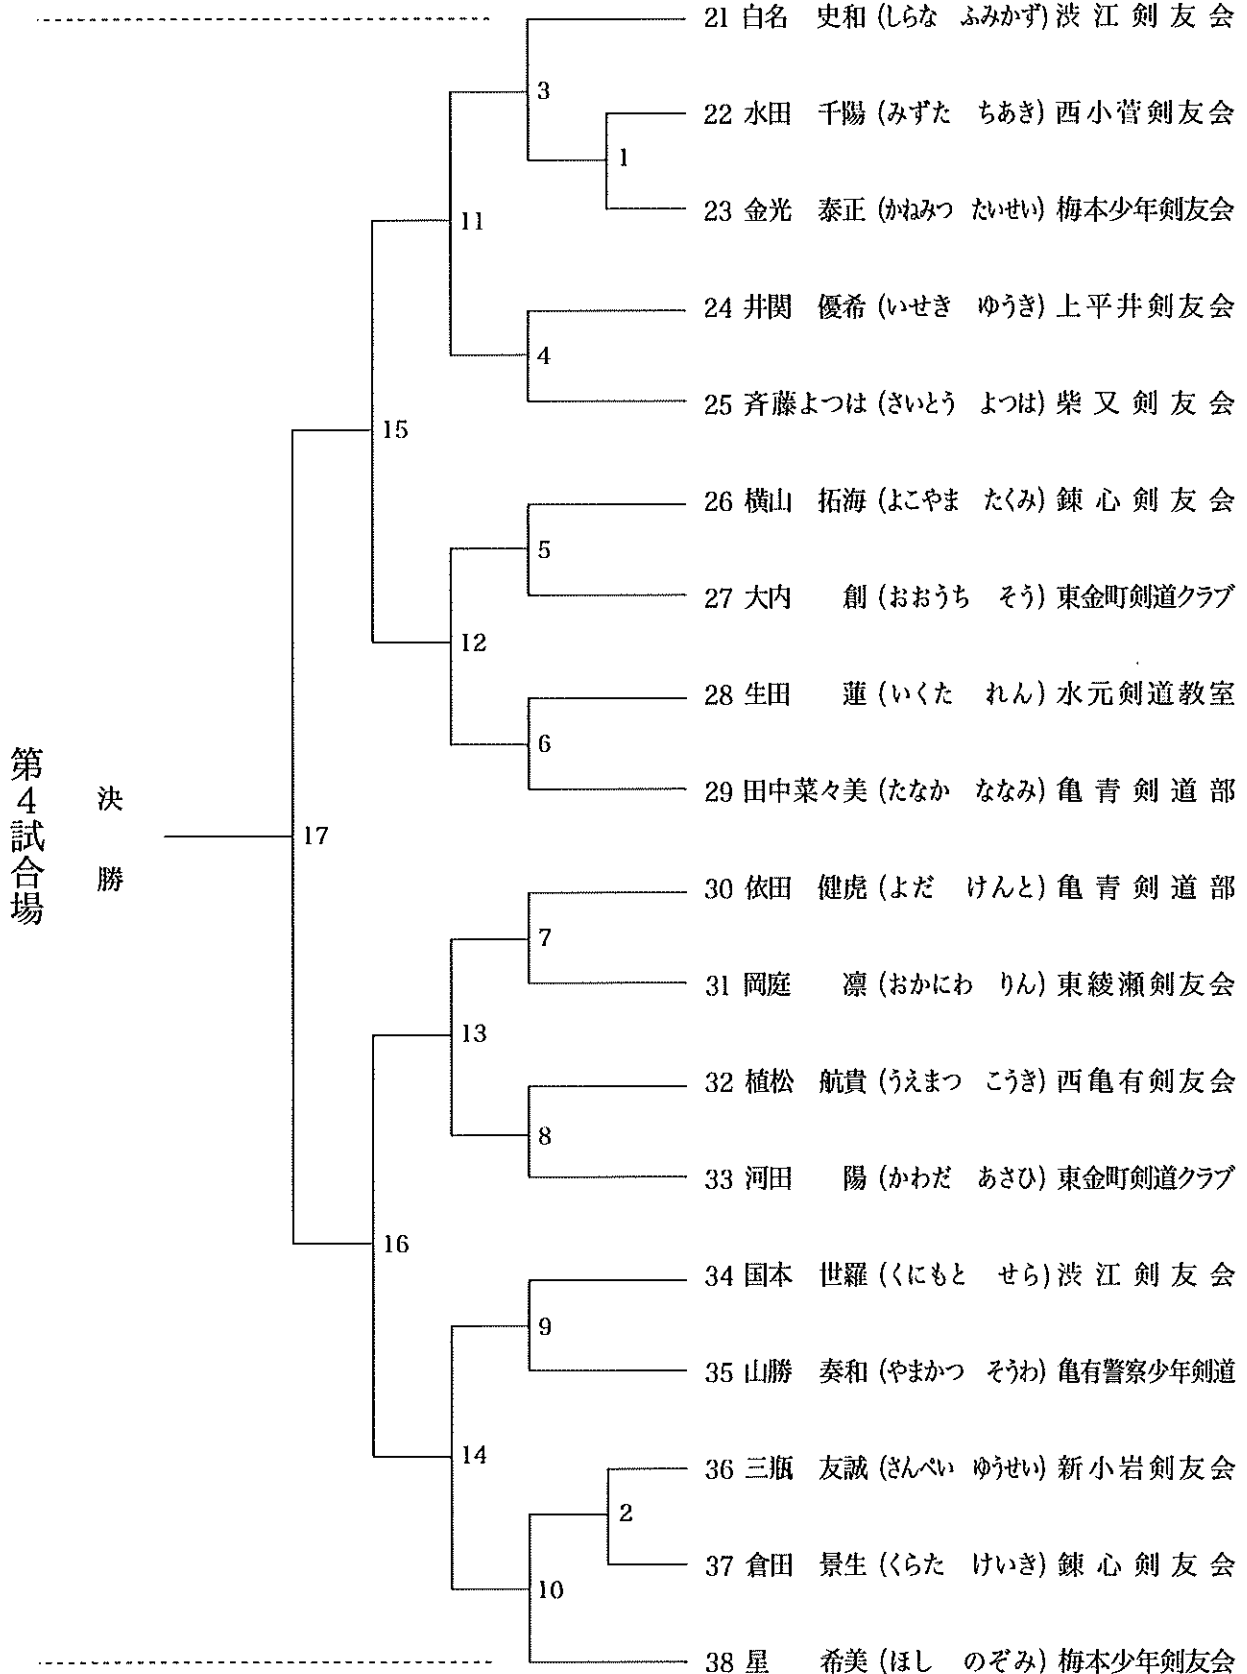 21 白名 史和 (しらな ふみかず) 渋江剣友会
3
22 水田 千陽 (みずた ちあき) 西小菅剣友会
1
23 金光 泰正 (かねみつ たいせい) 梅本少年剣友会
11
24 井関 優希 (いせき ゆうき) 上平井剣友会
4
25 斉藤よつは (さいとう よつは) 柴又剣友会
15
26 横山 拓海 (よこやま たくみ) 錬心剣友会
5
27 大内 創 (おおうち そう) 東金町剣道クラブ
12
28 生田 蓮 (いくた れん) 水元剣道教室
6
29 田中菜々美 (たなか ななみ) 亀青剣道部
第4試合場
決勝
17
30 依田 健虎 (よだ けんと) 亀青剣道部
7
31 岡庭 凛 (おかにわ りん) 東綾瀬剣友会
13
32 植松 航貴 (うえまつ こうき) 西亀有剣友会
8
33 河田 陽 (かわだ あさひ) 東金町剣道クラブ
16
34 国本 世羅 (くにもと せら) 渋江剣友会
9
35 山勝 奏和 (やまかつ そうわ) 亀有警察少年剣道
14
36 三瓶 友誠 (さんぺい ゆうせい) 新小岩剣友会
2
37 倉田 景生 (くらた けいき) 錬心剣友会
10
38 星 希美 (ほし のぞみ) 梅本少年剣友会